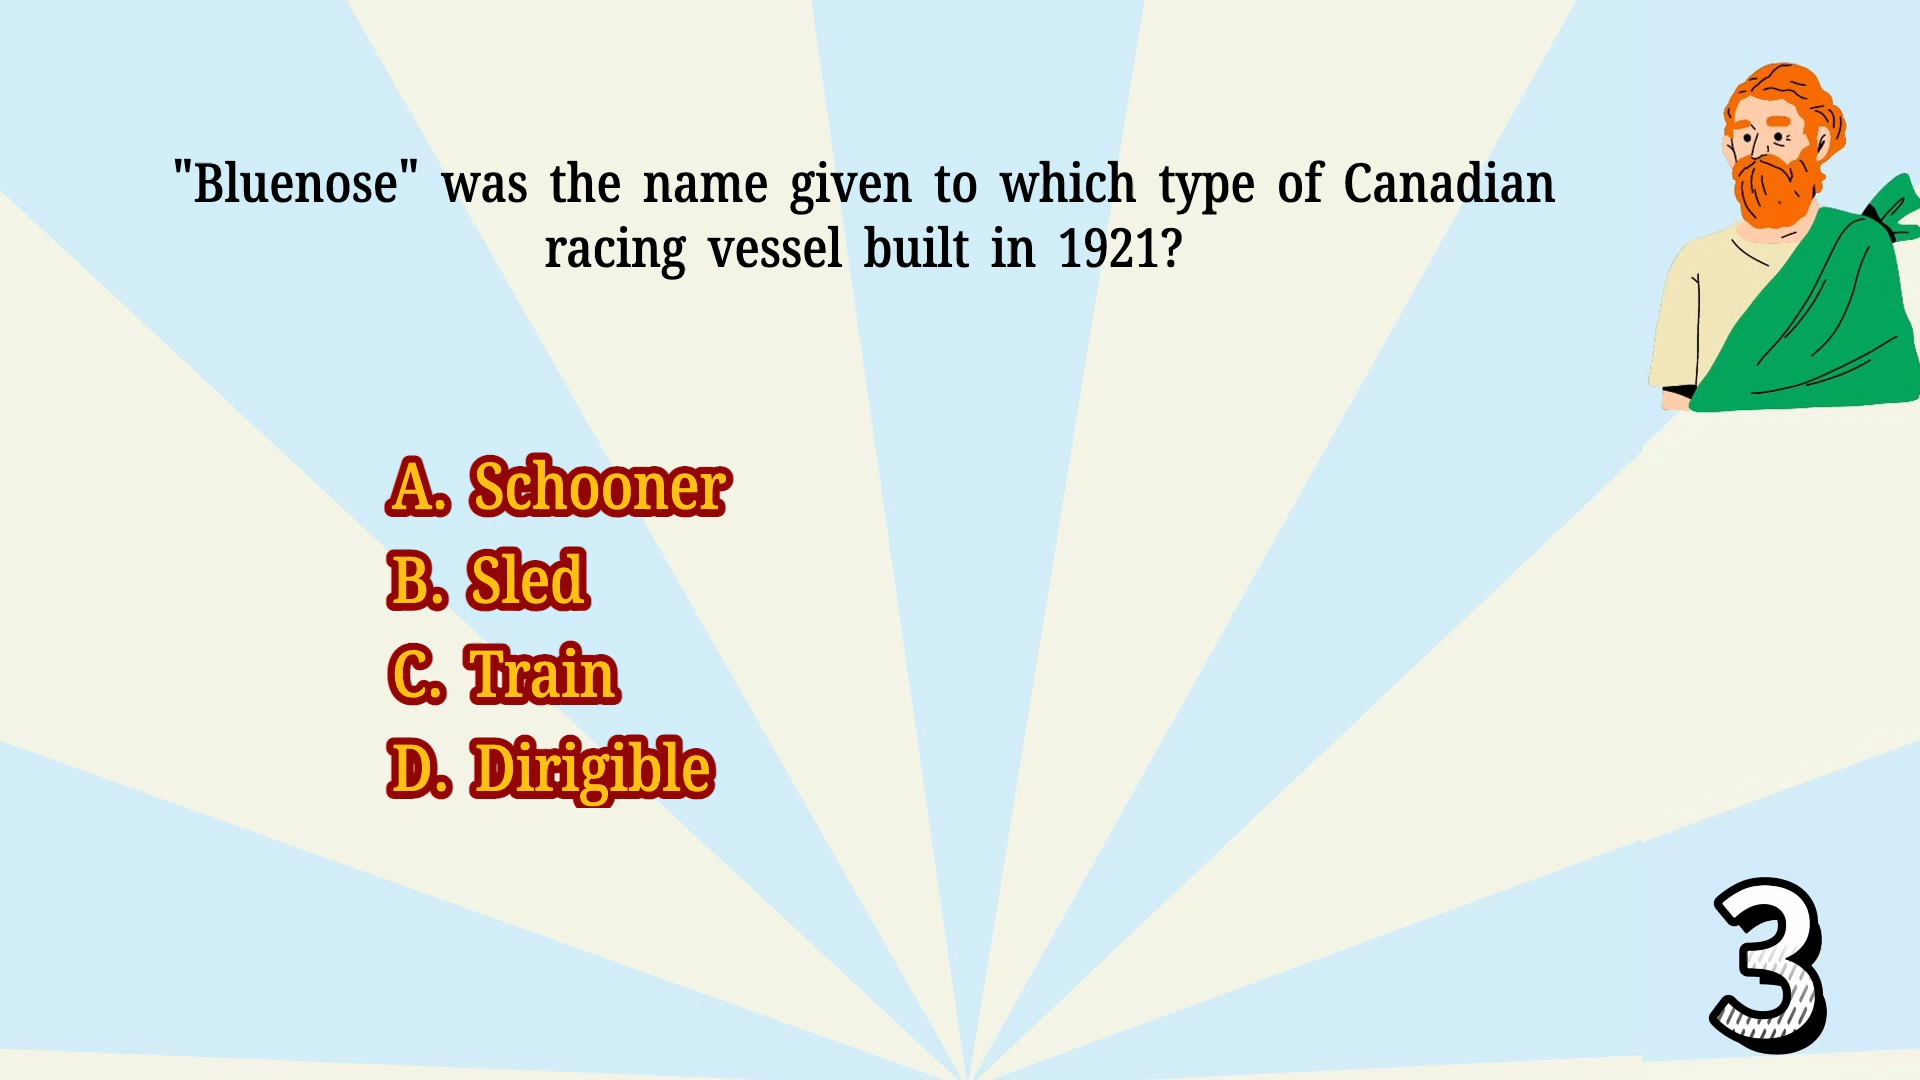 "Bluenose" was the name given to which type of Canadian
racing vessel built in 1921?
A. Schooner
B. Sled
C. Train
D. Dirigible
3